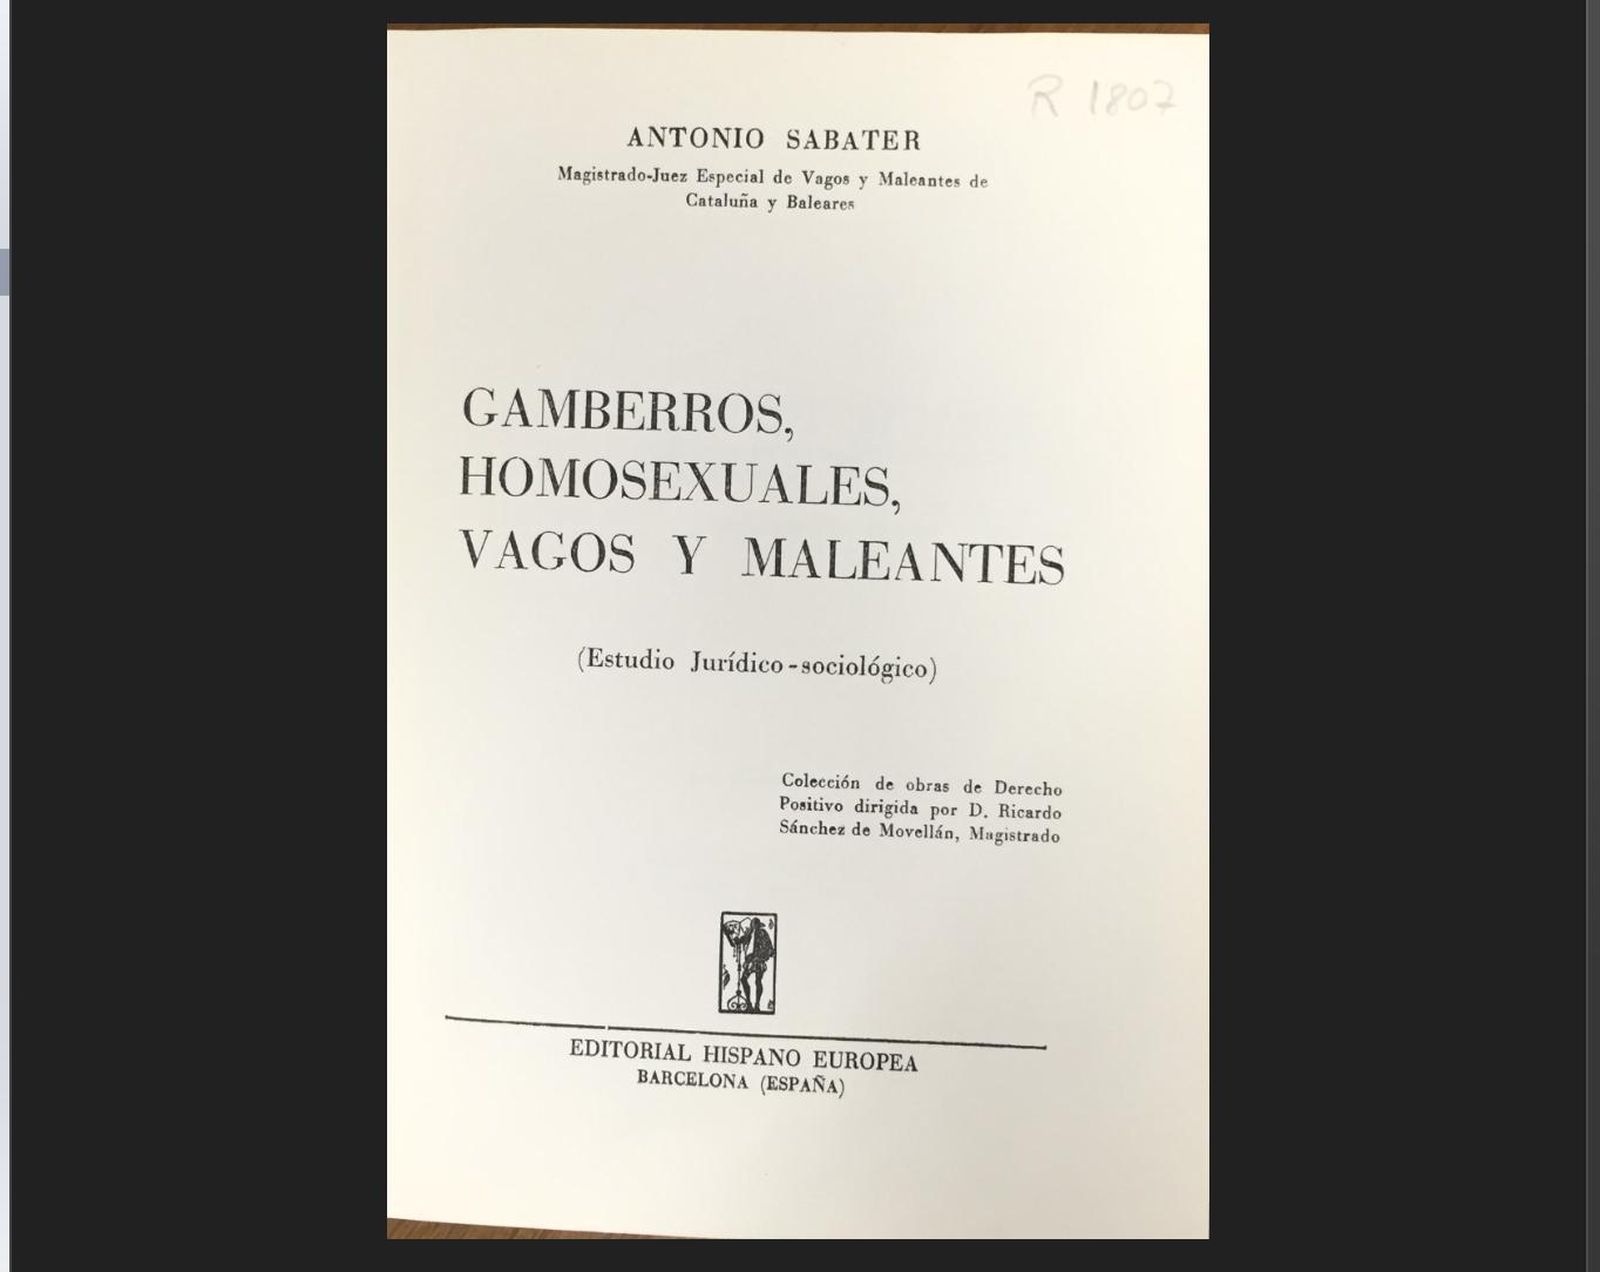 R 1807
ANTONIO SABATER
Magistrado-Juez Especial de Vagos y Maleantes de
Cataluña y Baleares
GAMBERROS,
HOMOSEXUALES,
VAGOS Y MALEANTES
(Estudio Jurídico-sociológico)
Colección de obras de Derecho
Positivo dirigida por D. Ricardo
Sánchez de Movellán, Magistrado
EDITORIAL HISPANO EUROPEA
BARCELONA (ESPAÑA)